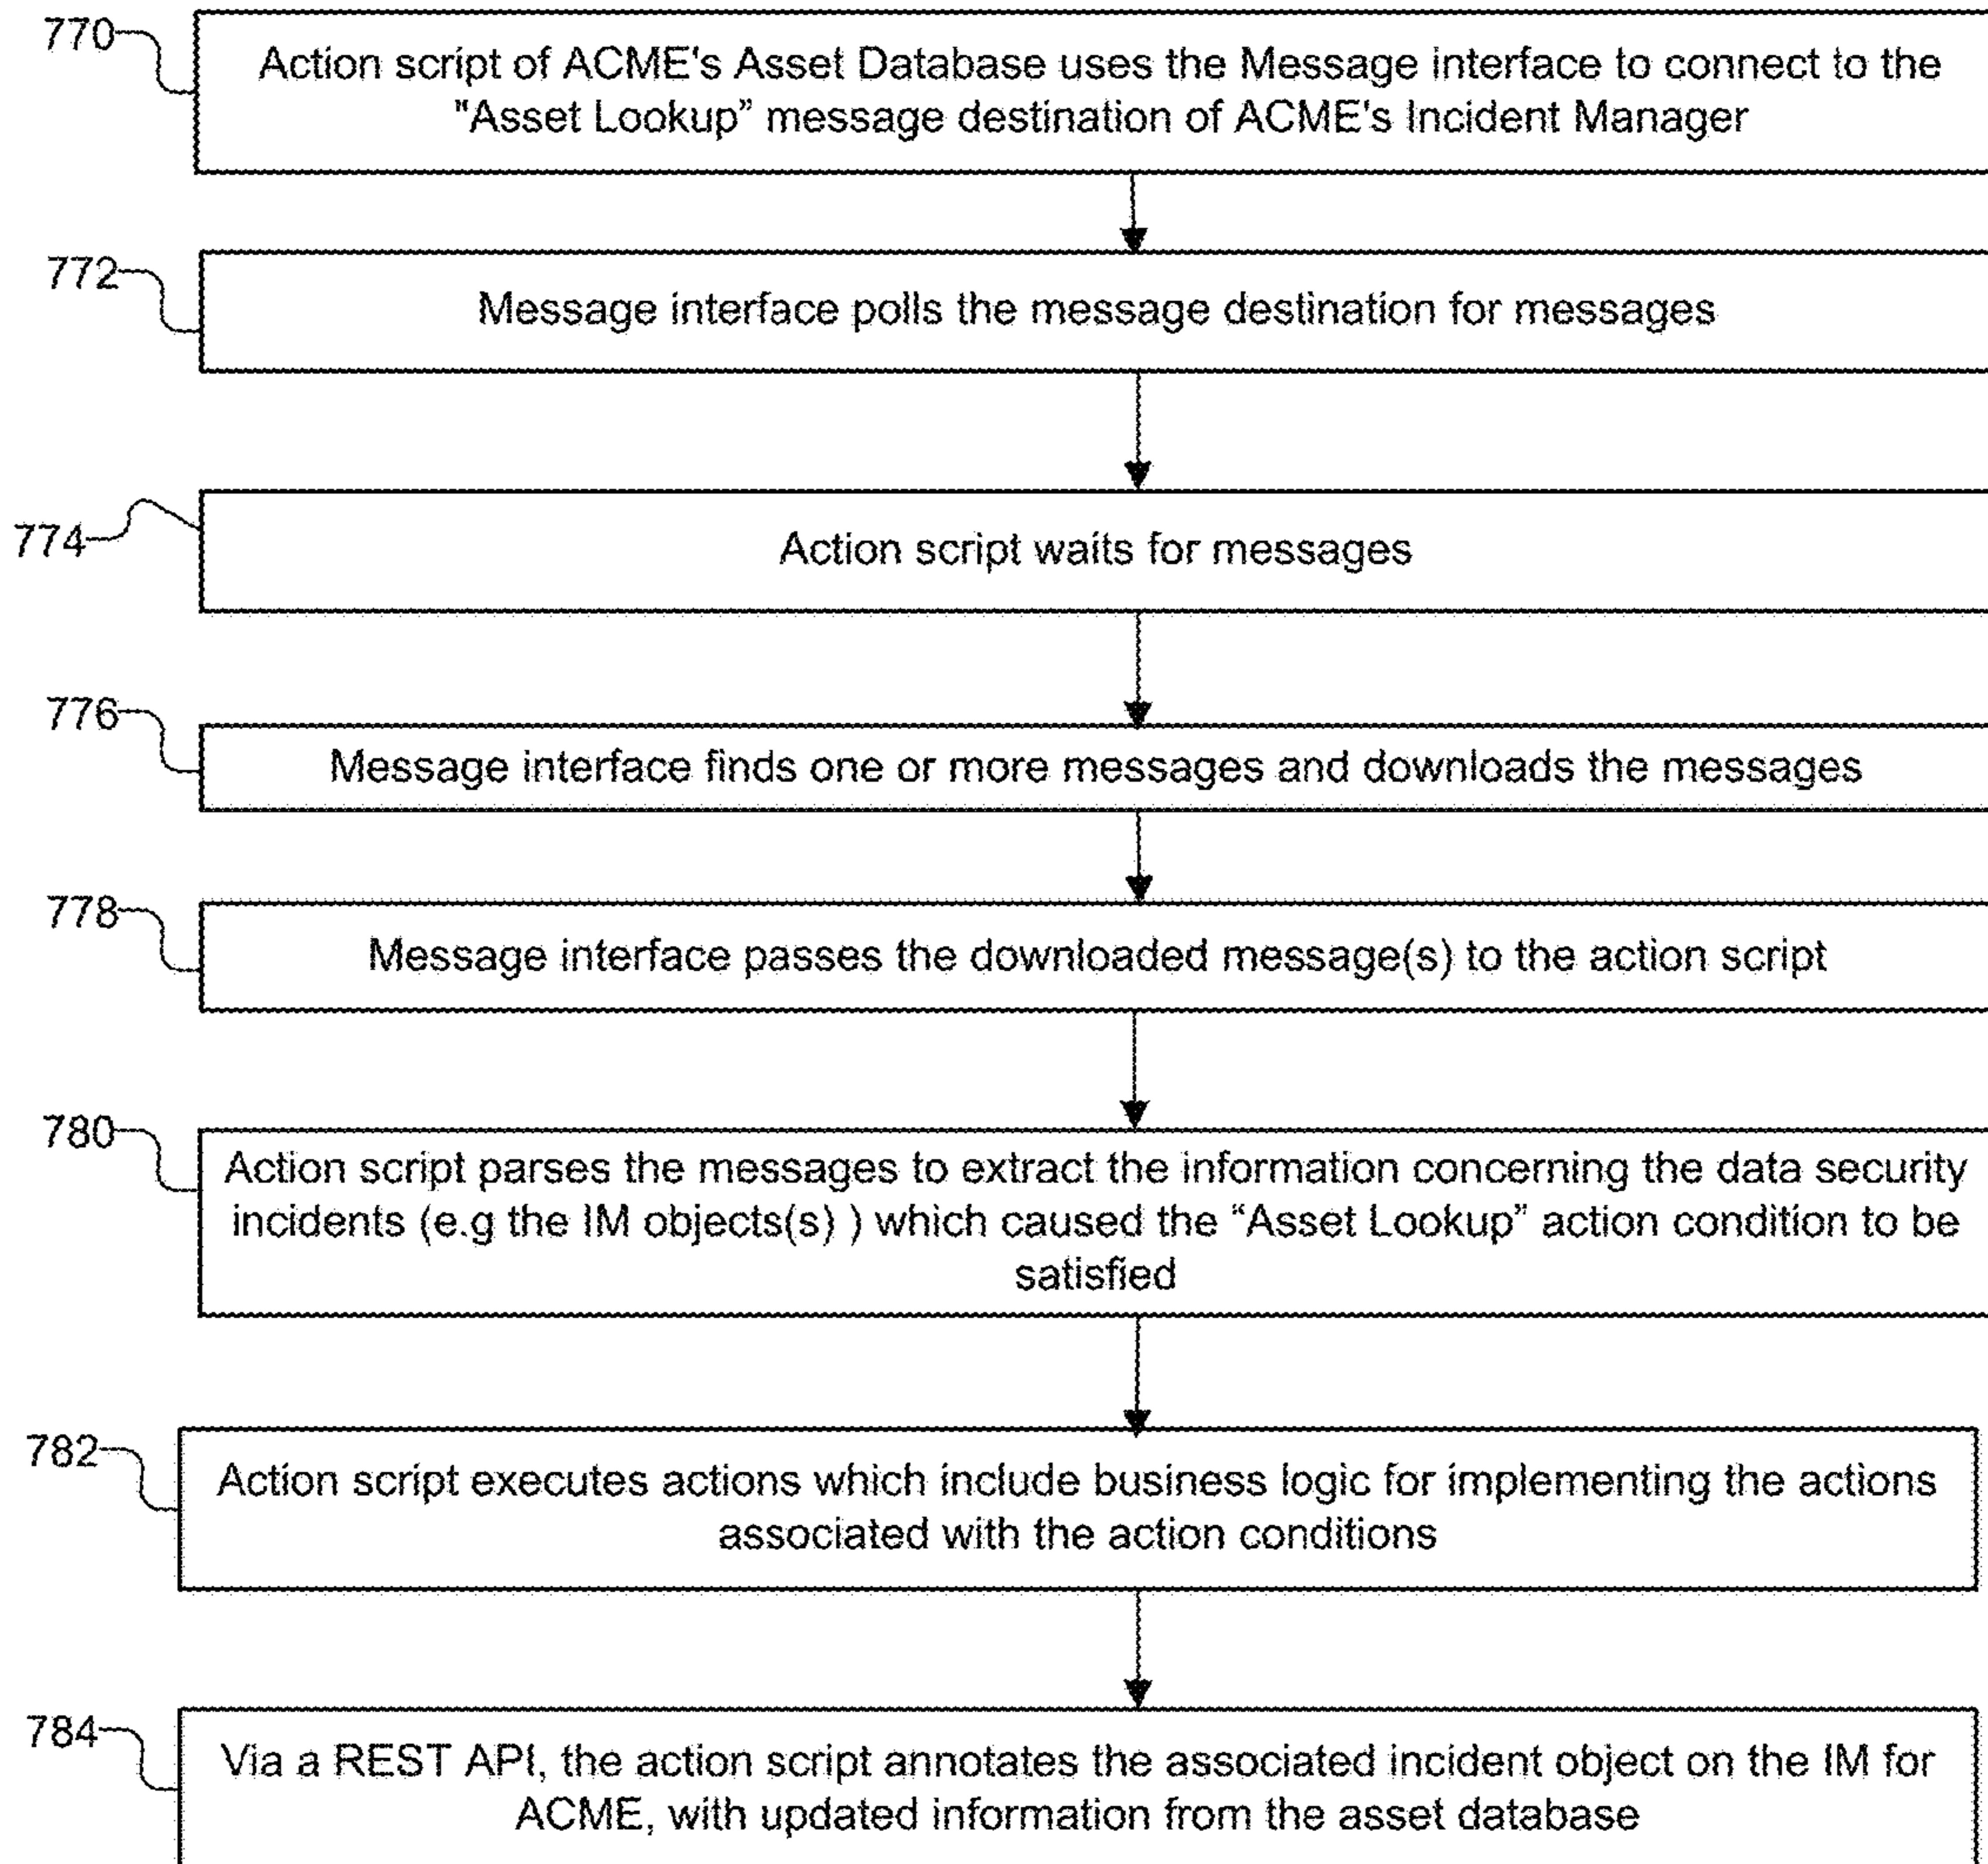 770
Action script of ACME's Asset Database uses the Message interface to connect to the
"Asset Lookup” message destination of ACME's Incident Manager
772
Message interface polls the message destination for messages
774
Action script waits for messages
776
Message interface finds one or more messages and downloads the messages
778
Message interface passes the downloaded message(s) to the action script
780
Action script parses the messages to extract the information concerning the data security
incidents (e.g the IM objects(s) ) which caused the “Asset Lookup” action condition to be
satisfied
782
Action script executes actions which include business logic for implementing the actions
associated with the action conditions
784
Via a REST API, the action script annotates the associated incident object on the IM for
ACME, with updated information from the asset database